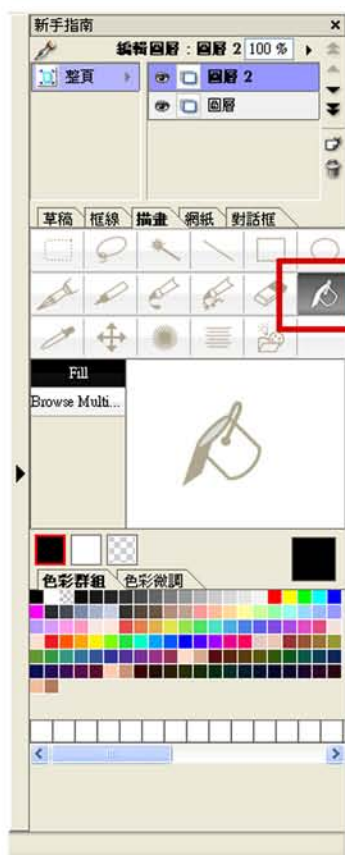 新手指南
編輯圖層 : 圖層 2 100 %
整頁
圖層 2
圖層
草稿 框線 描畫 網紙 對話框
Fill
Browse Multi...
色彩群組 色彩微調